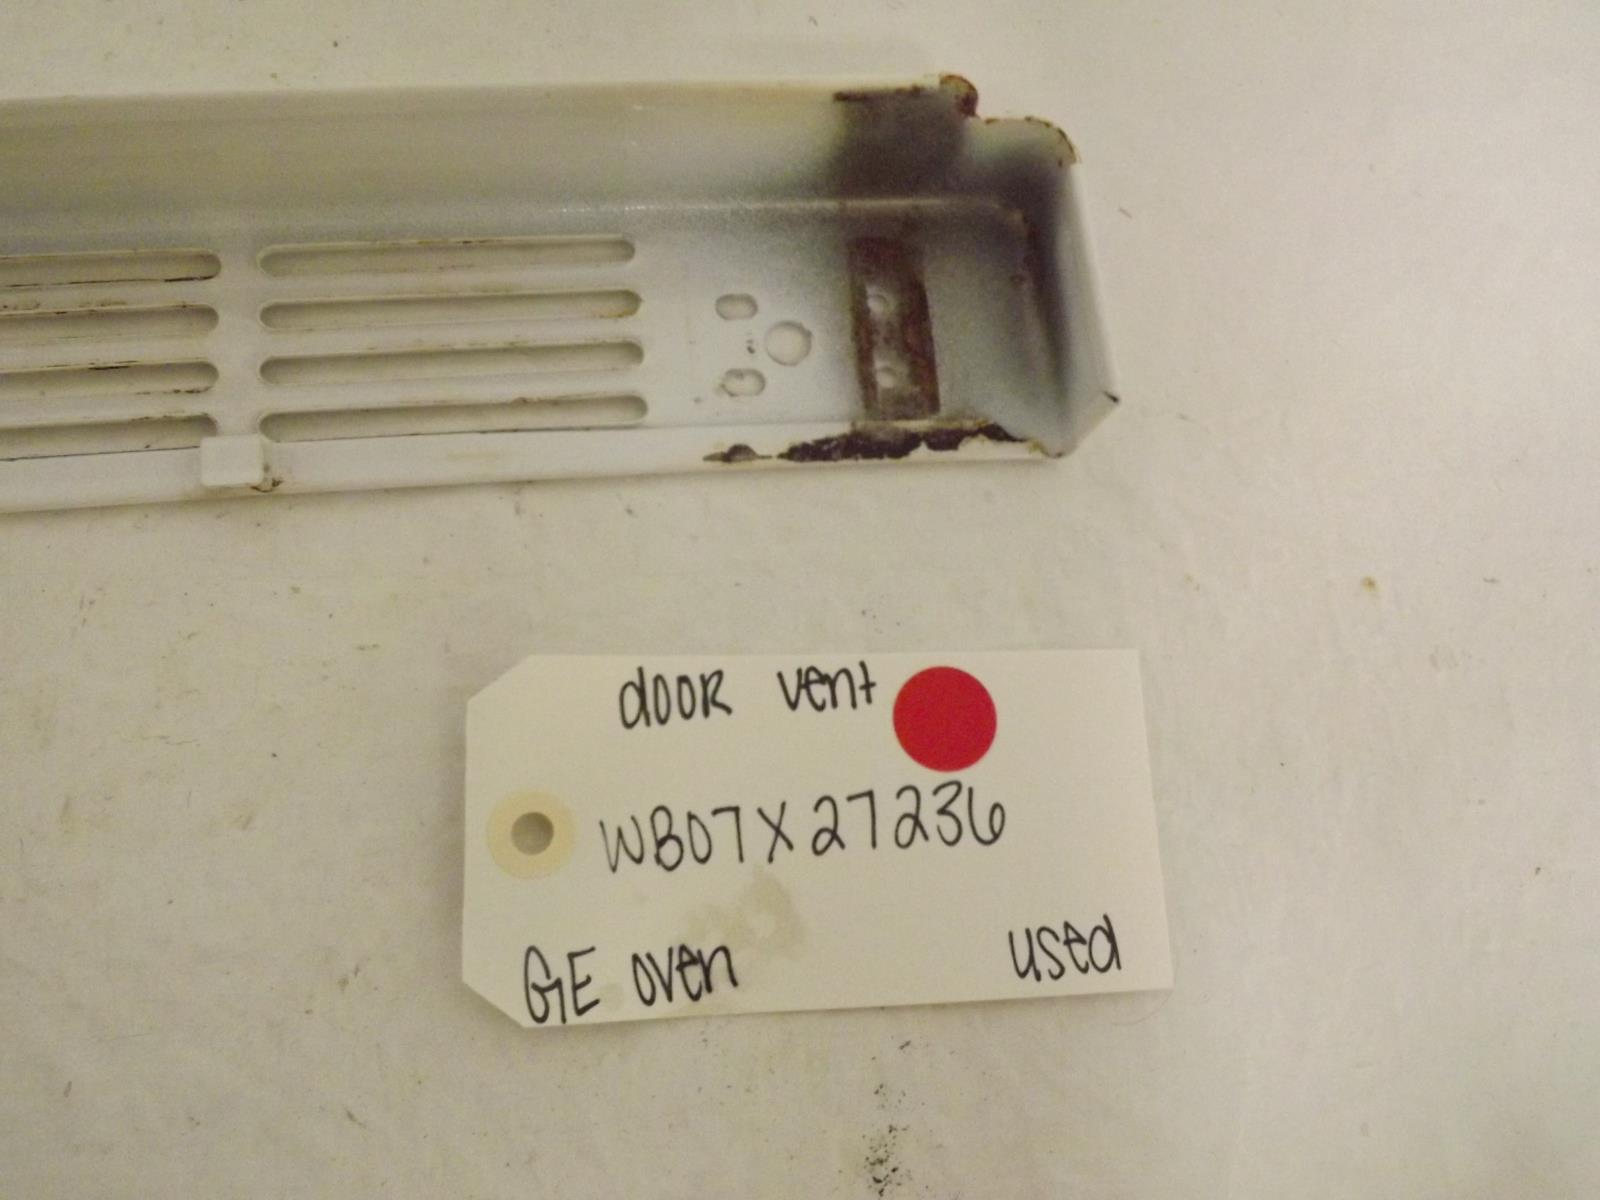 dOOR vent
WB07X27236
GE oven
used